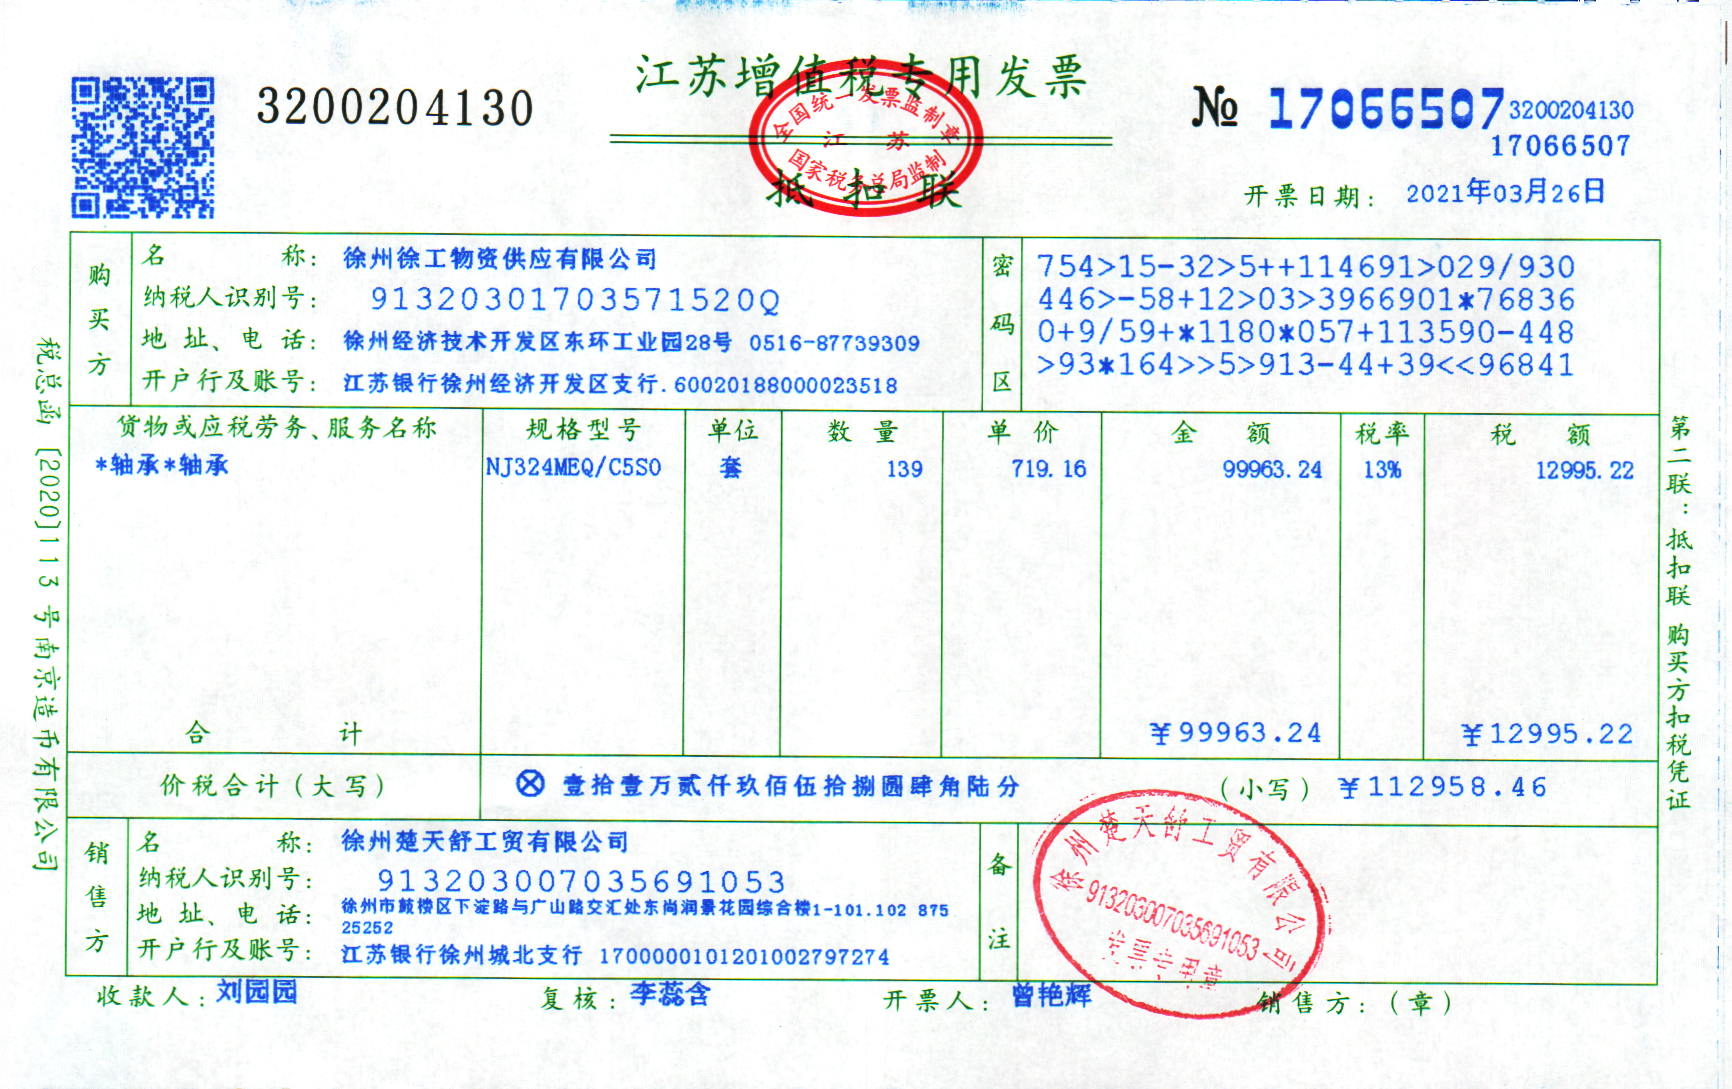 江苏增值税专用发票
3200204130
№ 17066507
3200204130
17066507
全国统一发票监制章
江 苏
国家税务总局监制
抵扣联
开票日期： 2021年03月26日
购买方
名 称： 徐州徐工物资供应有限公司
纳税人识别号： 91320301703571520Q
地 址、电 话： 徐州经济技术开发区东环工业园28号 0516-87739309
开户行及账号： 江苏银行徐州经济开发区支行.60020188000023518
密码区
754>15-32>5++114691>029/930
446>-58+12>03>3966901*76836
0+9/59+*1180*057+113590-448
>93*164>>5>913-44+39<<96841
货物或应税劳务、服务名称 规格型号 单位 数 量 单 价 金 额 税率 税 额
*轴承*轴承 NJ324MEQ/C5S0 套 139 719.16 99963.24 13% 12995.22
合 计 ￥99963.24 ￥12995.22
价税合计（大写） ⊗ 壹拾壹万贰仟玖佰伍拾捌圆肆角陆分 （小写） ￥112958.46
销售方
名 称： 徐州楚天舒工贸有限公司
纳税人识别号： 913203007035691053
地 址、电 话： 徐州市鼓楼区下淀路与广山路交汇处东尚润景花园综合楼1-101.102 875
25252
开户行及账号： 江苏银行徐州城北支行 1700000101201002797274
备注
徐州楚天舒工贸有限公司
913203007035691053
发票专用章
收款人：刘园园 复核：李蕊含 开票人：曾艳辉 销售方：（章）
税总函［2020］113号南京造币有限公司
第二联：抵扣联 购买方扣税凭证